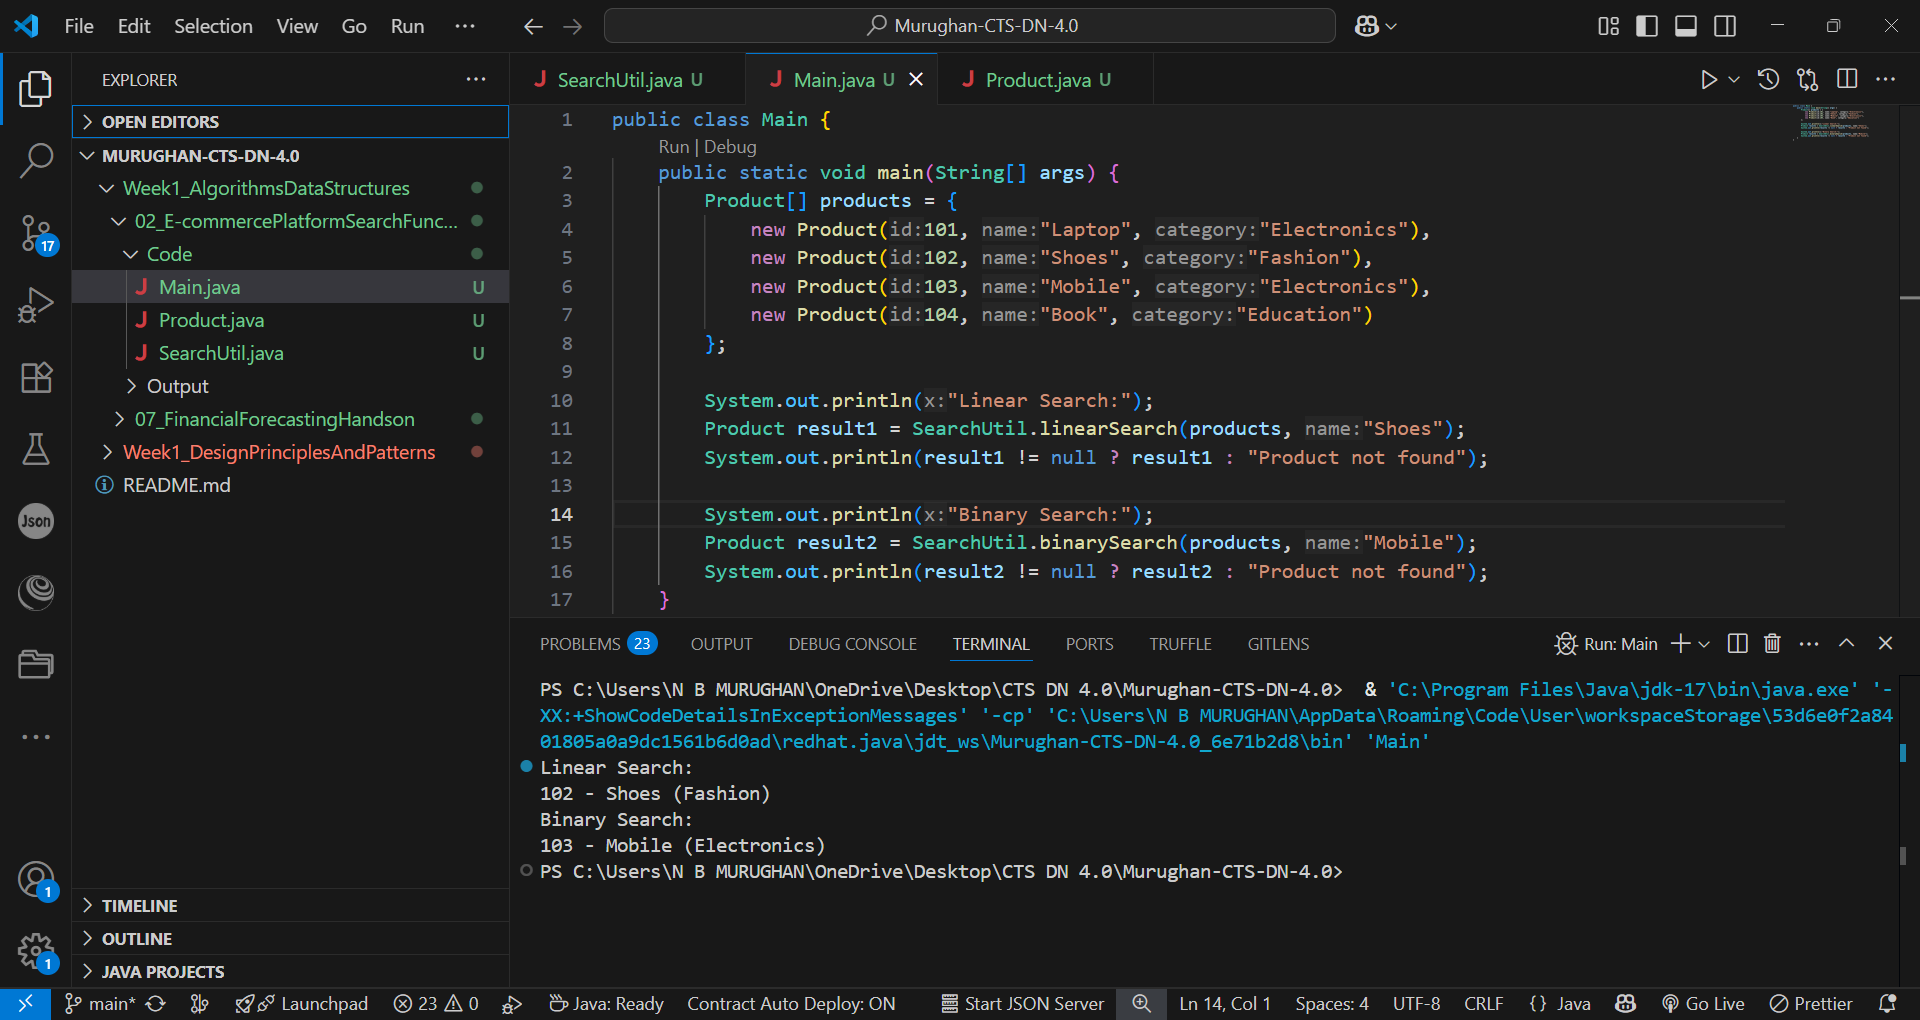 File Edit Selection View Go Run ··· Murughan-CTS-DN-4.0
EXPLORER ···
OPEN EDITORS
MURUGHAN-CTS-DN-4.0
Week1_AlgorithmsDataStructures
02_E-commercePlatformSearchFunc...
Code
Main.java U
Product.java U
SearchUtil.java U
Output
07_FinancialForecastingHandson
Week1_DesignPrinciplesAndPatterns
README.md
TIMELINE
OUTLINE
JAVA PROJECTS
17
Json
1
1
SearchUtil.java U Main.java U Product.java U
1 public class Main {
Run | Debug
2 public static void main(String[] args) {
3 Product[] products = {
4 new Product(id:101, name:"Laptop", category:"Electronics"),
5 new Product(id:102, name:"Shoes", category:"Fashion"),
6 new Product(id:103, name:"Mobile", category:"Electronics"),
7 new Product(id:104, name:"Book", category:"Education")
8 };
9
10 System.out.println(x:"Linear Search:");
11 Product result1 = SearchUtil.linearSearch(products, name:"Shoes");
12 System.out.println(result1 != null ? result1 : "Product not found");
13
14 System.out.println(x:"Binary Search:");
15 Product result2 = SearchUtil.binarySearch(products, name:"Mobile");
16 System.out.println(result2 != null ? result2 : "Product not found");
17 }
PROBLEMS 23 OUTPUT DEBUG CONSOLE TERMINAL PORTS TRUFFLE GITLENS Run: Main
PS C:\Users\N B MURUGHAN\OneDrive\Desktop\CTS DN 4.0\Murughan-CTS-DN-4.0> & 'C:\Program Files\Java\jdk-17\bin\java.exe' '-
XX:+ShowCodeDetailsInExceptionMessages' '-cp' 'C:\Users\N B MURUGHAN\AppData\Roaming\Code\User\workspaceStorage\53d6e0f2a84
01805a0a9dc1561b6d0ad\redhat.java\jdt_ws\Murughan-CTS-DN-4.0_6e71b2d8\bin' 'Main'
Linear Search:
102 - Shoes (Fashion)
Binary Search:
103 - Mobile (Electronics)
PS C:\Users\N B MURUGHAN\OneDrive\Desktop\CTS DN 4.0\Murughan-CTS-DN-4.0>
main* Launchpad 23 0 Java: Ready Contract Auto Deploy: ON Start JSON Server Ln 14, Col 1 Spaces: 4 UTF-8 CRLF {} Java Go Live Prettier